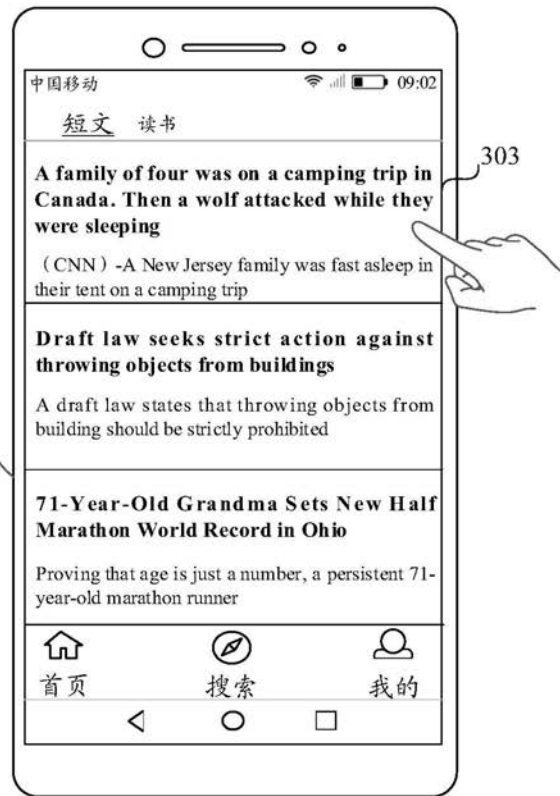 中国移动 09:02
短文 读书
303
A family of four was on a camping trip in
Canada. Then a wolf attacked while they
were sleeping
（CNN）-A New Jersey family was fast asleep in
their tent on a camping trip
Draft law seeks strict action against
throwing objects from buildings
A draft law states that throwing objects from
building should be strictly prohibited
71-Year-Old Grandma Sets New Half
Marathon World Record in Ohio
Proving that age is just a number, a persistent 71-
year-old marathon runner
首页 搜索 我的